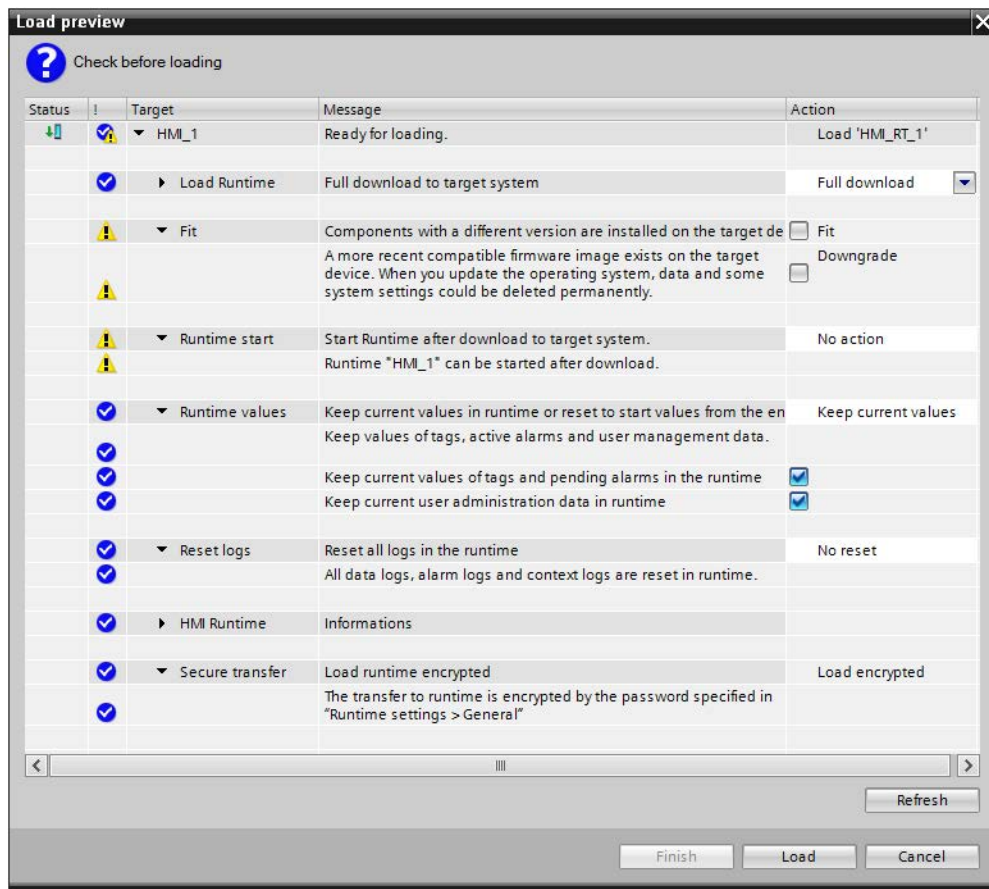 Load preview
Check before loading
Status ! Target Message Action
HMI_1 Ready for loading. Load 'HMI_RT_1'
Load Runtime Full download to target system Full download
Fit Components with a different version are installed on the target de Fit
A more recent compatible firmware image exists on the target Downgrade
device. When you update the operating system, data and some
system settings could be deleted permanently.
Runtime start Start Runtime after download to target system. No action
Runtime "HMI_1" can be started after download.
Runtime values Keep current values in runtime or reset to start values from the en Keep current values
Keep values of tags, active alarms and user management data.
Keep current values of tags and pending alarms in the runtime
Keep current user administration data in runtime
Reset logs Reset all logs in the runtime No reset
All data logs, alarm logs and context logs are reset in runtime.
HMI Runtime Informations
Secure transfer Load runtime encrypted Load encrypted
The transfer to runtime is encrypted by the password specified in
“Runtime settings > General”
Refresh
Finish Load Cancel